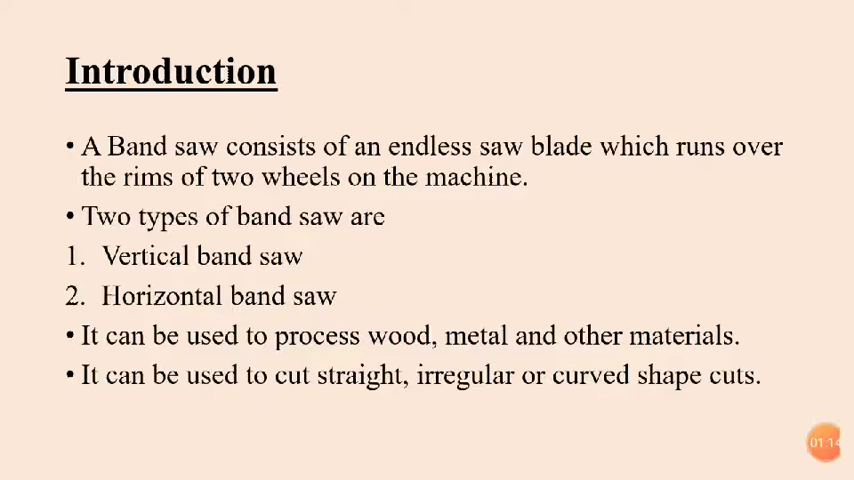 Introduction
• A Band saw consists of an endless saw blade which runs over
the rims of two wheels on the machine.
• Two types of band saw are
1. Vertical band saw
2. Horizontal band saw
• It can be used to process wood, metal and other materials.
• It can be used to cut straight, irregular or curved shape cuts.
01:14